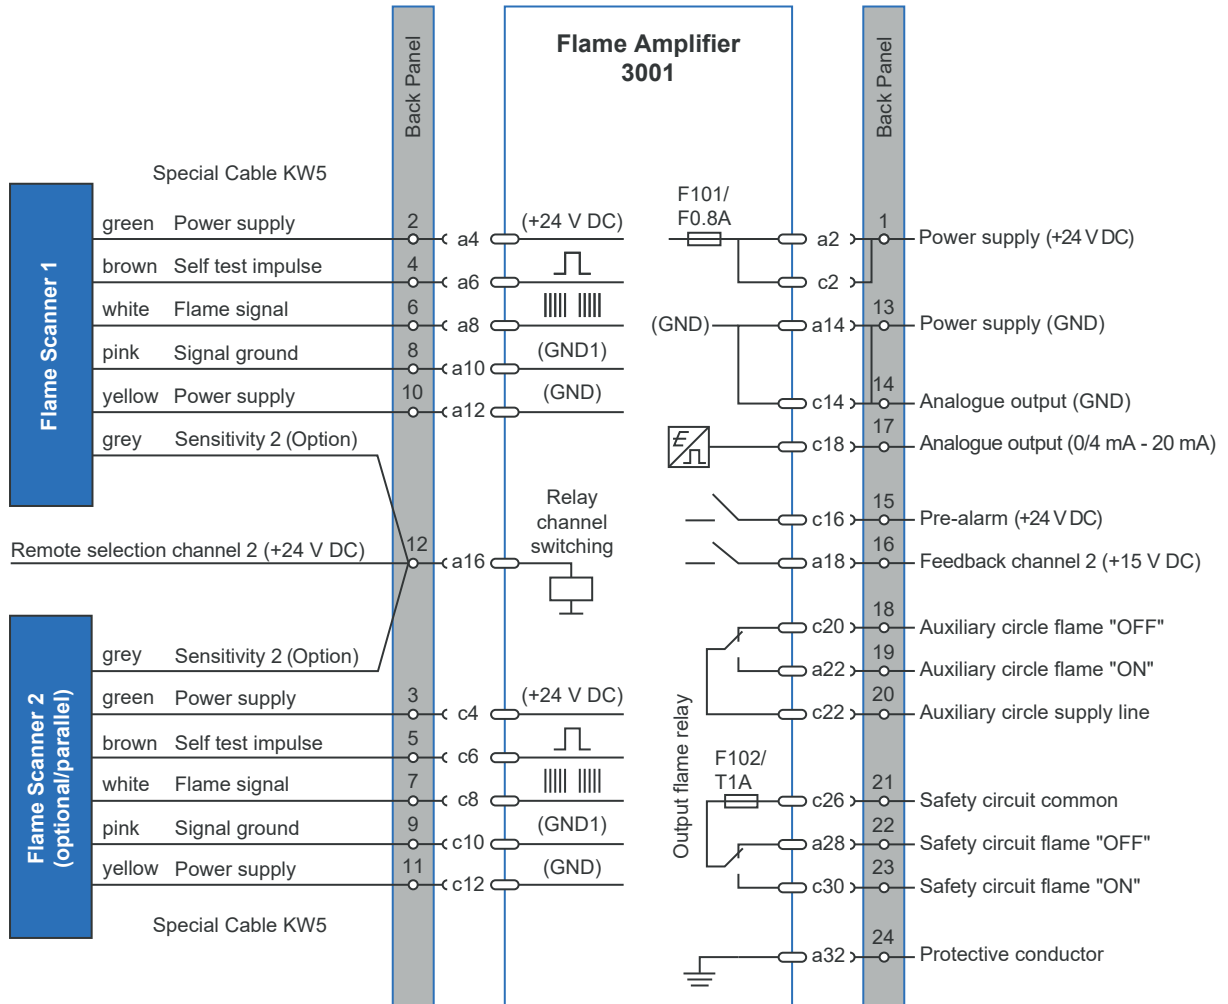 Flame Amplifier
3001
Back Panel
Back Panel
Special Cable KW5
Flame Scanner 1
green Power supply 2 a4 (+24 V DC)
brown Self test impulse 4 a6
white Flame signal 6 a8
pink Signal ground 8 a10 (GND1)
yellow Power supply 10 a12 (GND)
grey Sensitivity 2 (Option)
Remote selection channel 2 (+24 V DC) 12 a16
Relay
channel
switching
Flame Scanner 2
(optional/parallel)
grey Sensitivity 2 (Option)
green Power supply 3 c4 (+24 V DC)
brown Self test impulse 5 c6
white Flame signal 7 c8
pink Signal ground 9 c10 (GND1)
yellow Power supply 11 c12 (GND)
Special Cable KW5
F101/
F0.8A
a2 1 Power supply (+24 V DC)
c2
(GND) a14 13 Power supply (GND)
c14 14 Analogue output (GND)
E c18 17 Analogue output (0/4 mA - 20 mA)
c16 15 Pre-alarm (+24 V DC)
a18 16 Feedback channel 2 (+15 V DC)
Output flame relay
c20 18 Auxiliary circle flame "OFF"
a22 19 Auxiliary circle flame "ON"
c22 20 Auxiliary circle supply line
F102/
T1A
c26 21 Safety circuit common
a28 22 Safety circuit flame "OFF"
c30 23 Safety circuit flame "ON"
a32 24 Protective conductor